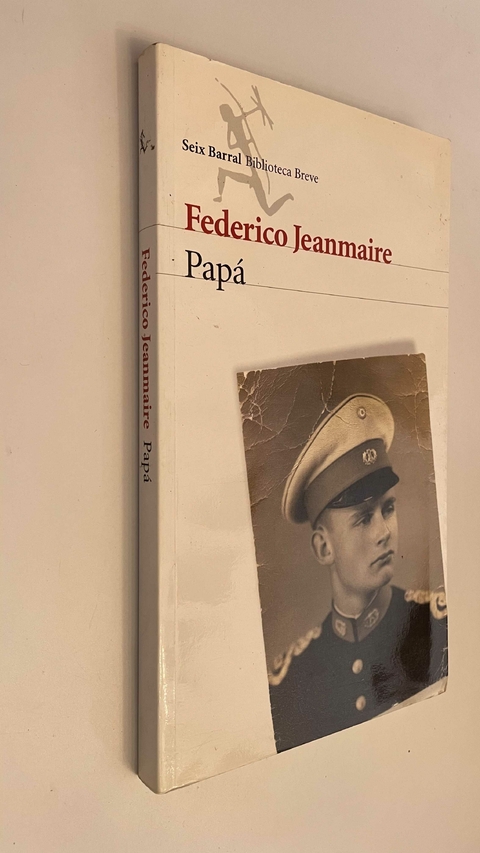 Seix Barral Biblioteca Breve
Federico Jeanmaire
Papá
Federico Jeanmaire Papá